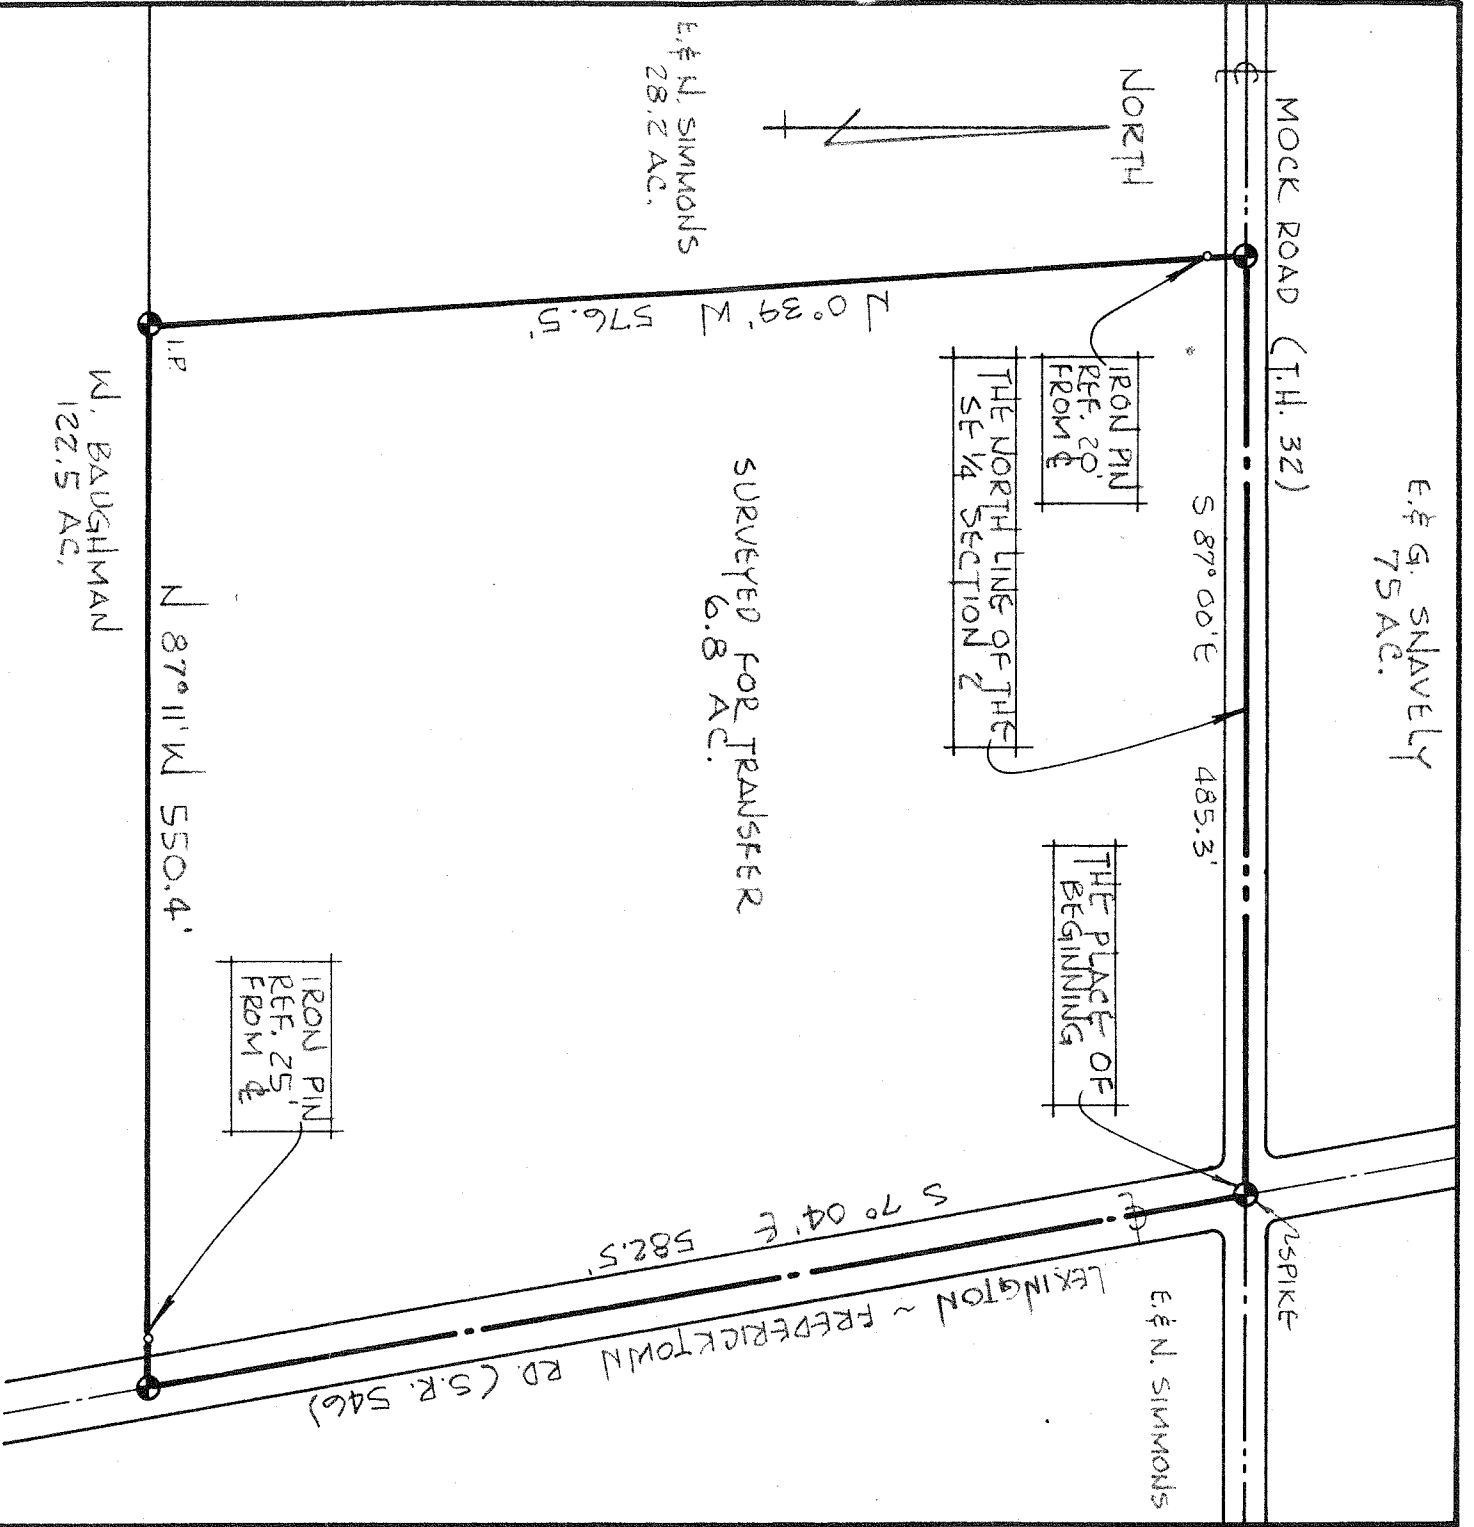 E. & G. SNAVELY
75 AC.
MOCK ROAD (T.H. 32)
S 87° 00' E 485.3'
NORTH
E. & N. SIMMONS
28.2 AC.
IRON PIN
REF. 20'
FROM ℄
THE NORTH LINE OF THE
SE 1/4 SECTION 2
THE PLACE OF
BEGINNING
SPIKE
E. & N. SIMMONS
℄
℄
N 0° 39' W 576.5'
SURVEYED FOR TRANSFER
6.8 AC.
S 7° 04' E 582.5'
LEXINGTON ~ FREDERICKTOWN RD. (S.R. 546)
IRON PIN
REF. 25'
FROM ℄
I.P.
N 87° 11' W 550.4'
W. BAUGHMAN
122.5 AC.